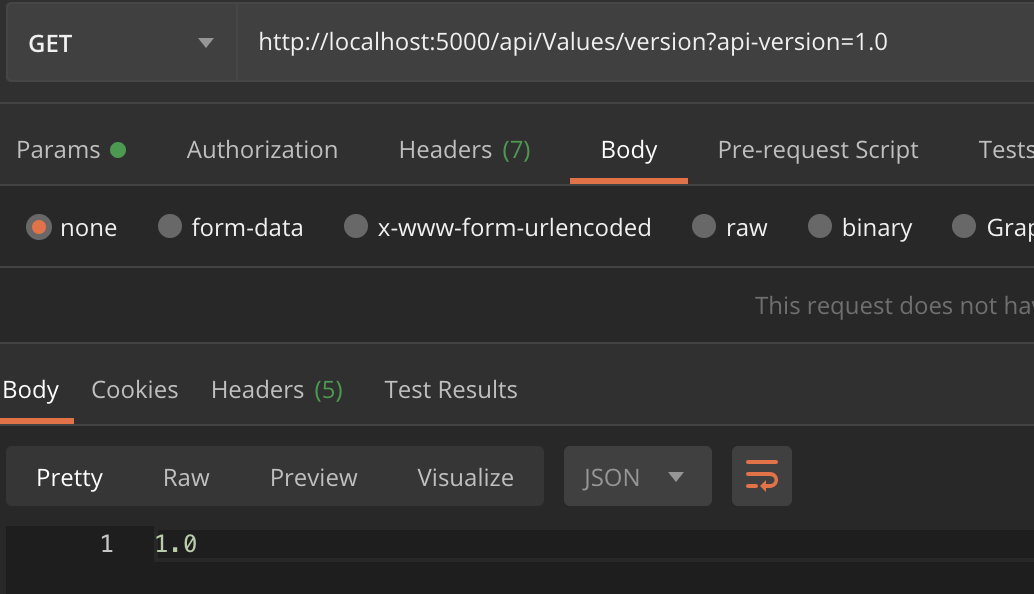 GET http://localhost:5000/api/Values/version?api-version=1.0
Params Authorization Headers (7) Body Pre-request Script Tests
none form-data x-www-form-urlencoded raw binary Grap
This request does not hav
Body Cookies Headers (5) Test Results
Pretty Raw Preview Visualize JSON
1 1.0